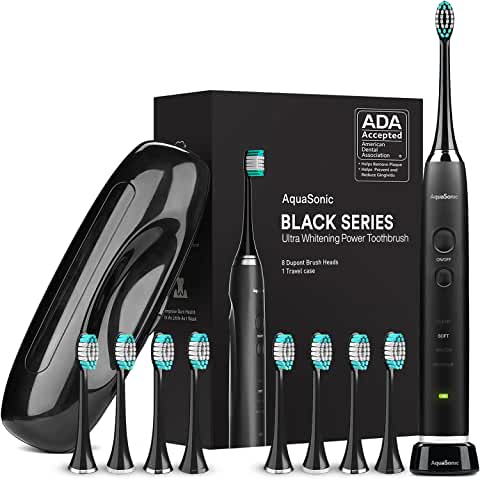 ADA
Accepted
American
Dental
Association
• Helps Remove Plaque
• Helps Prevent and
Reduce Gingivitis
AquaSonic
BLACK SERIES
Ultra Whitening Power Toothbrush
8 Dupont Brush Heads
1 Travel case
AquaSonic
ON/OFF
SOFT
AquaSonic